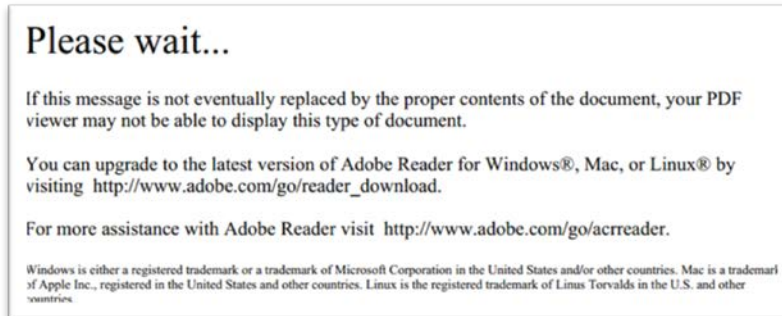 Please wait...
If this message is not eventually replaced by the proper contents of the document, your PDF
viewer may not be able to display this type of document.
You can upgrade to the latest version of Adobe Reader for Windows®, Mac, or Linux® by
visiting http://www.adobe.com/go/reader_download.
For more assistance with Adobe Reader visit http://www.adobe.com/go/acrreader.
Windows is either a registered trademark or a trademark of Microsoft Corporation in the United States and/or other countries. Mac is a trademark
of Apple Inc., registered in the United States and other countries. Linux is the registered trademark of Linus Torvalds in the U.S. and other
countries